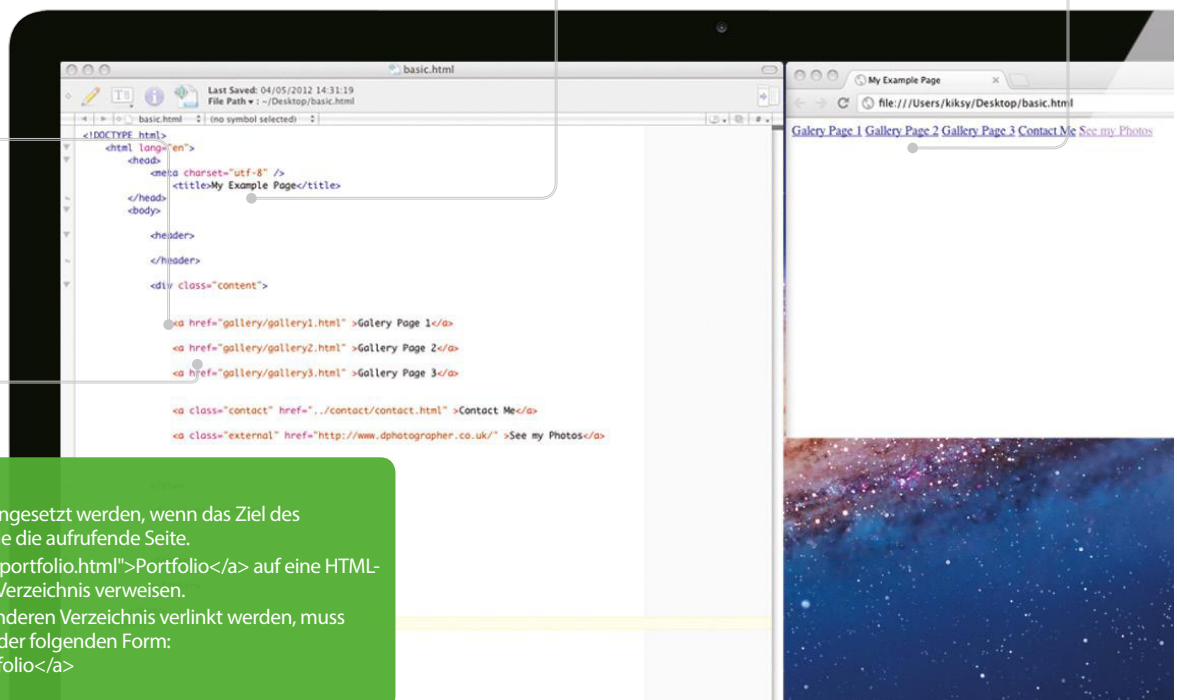 basic.html
Last Saved: 04/05/2012 14:31:19
File Path ▾ : ~/Desktop/basic.html
basic.html (no symbol selected)
<!DOCTYPE html>
<html lang="en">
<head>
<meta charset="utf-8" />
<title>My Example Page</title>
</head>
<body>
<header>
</header>
<div class="content">
<a href="gallery/gallery1.html" >Galery Page 1</a>
<a href="gallery/gallery2.html" >Gallery Page 2</a>
<a href="gallery/gallery3.html" >Gallery Page 3</a>
<a class="contact" href="../contact/contact.html" >Contact Me</a>
<a class="external" href="http://www.dphotographer.co.uk/" >See my Photos</a>
My Example Page
file:///Users/kiksy/Desktop/basic.html
Galery Page 1 Gallery Page 2 Gallery Page 3 Contact Me See my Photos
ngesetzt werden, wenn das Ziel des
e die aufrufende Seite.
portfolio.html">Portfolio</a> auf eine HTML-
Verzeichnis verweisen.
nderen Verzeichnis verlinkt werden, muss
der folgenden Form:
folio</a>